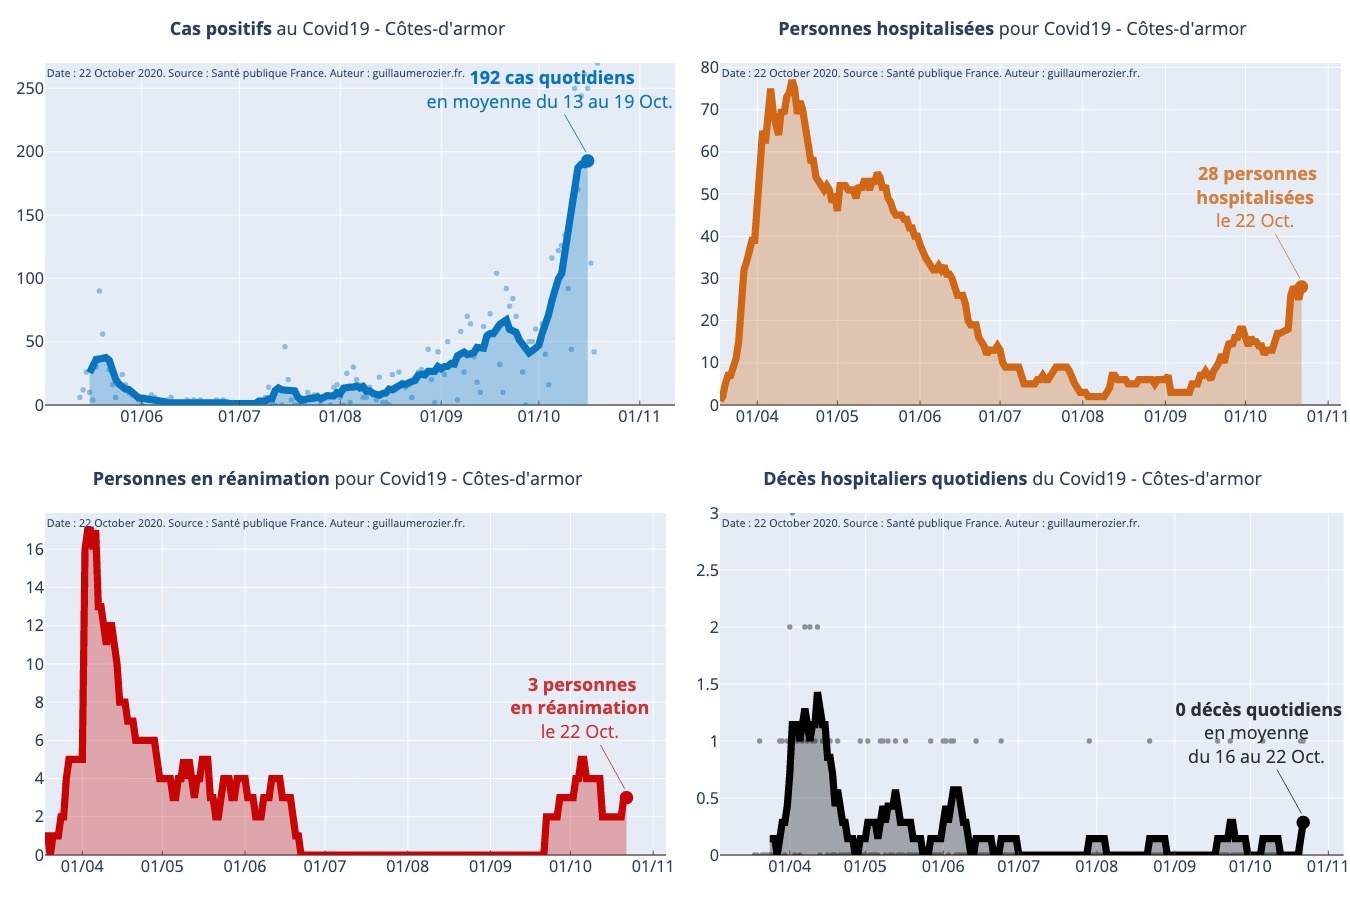 Cas positifs au Covid19 - Côtes-d'armor
Date : 22 October 2020. Source : Santé publique France. Auteur : guillaumerozier.fr.
192 cas quotidiens
en moyenne du 13 au 19 Oct.
250
200
150
100
50
0
01/06 01/07 01/08 01/09 01/10 01/11
Personnes hospitalisées pour Covid19 - Côtes-d'armor
Date : 22 October 2020. Source : Santé publique France. Auteur : guillaumerozier.fr.
28 personnes
hospitalisées
le 22 Oct.
80
70
60
50
40
30
20
10
0
01/04 01/05 01/06 01/07 01/08 01/09 01/10 01/11
Personnes en réanimation pour Covid19 - Côtes-d'armor
Date : 22 October 2020. Source : Santé publique France. Auteur : guillaumerozier.fr.
3 personnes
en réanimation
le 22 Oct.
16
14
12
10
8
6
4
2
0
01/04 01/05 01/06 01/07 01/08 01/09 01/10 01/11
Décès hospitaliers quotidiens du Covid19 - Côtes-d'armor
Date : 22 October 2020. Source : Santé publique France. Auteur : guillaumerozier.fr.
0 décès quotidiens
en moyenne
du 16 au 22 Oct.
3
2.5
2
1.5
1
0.5
0
01/04 01/05 01/06 01/07 01/08 01/09 01/10 01/11